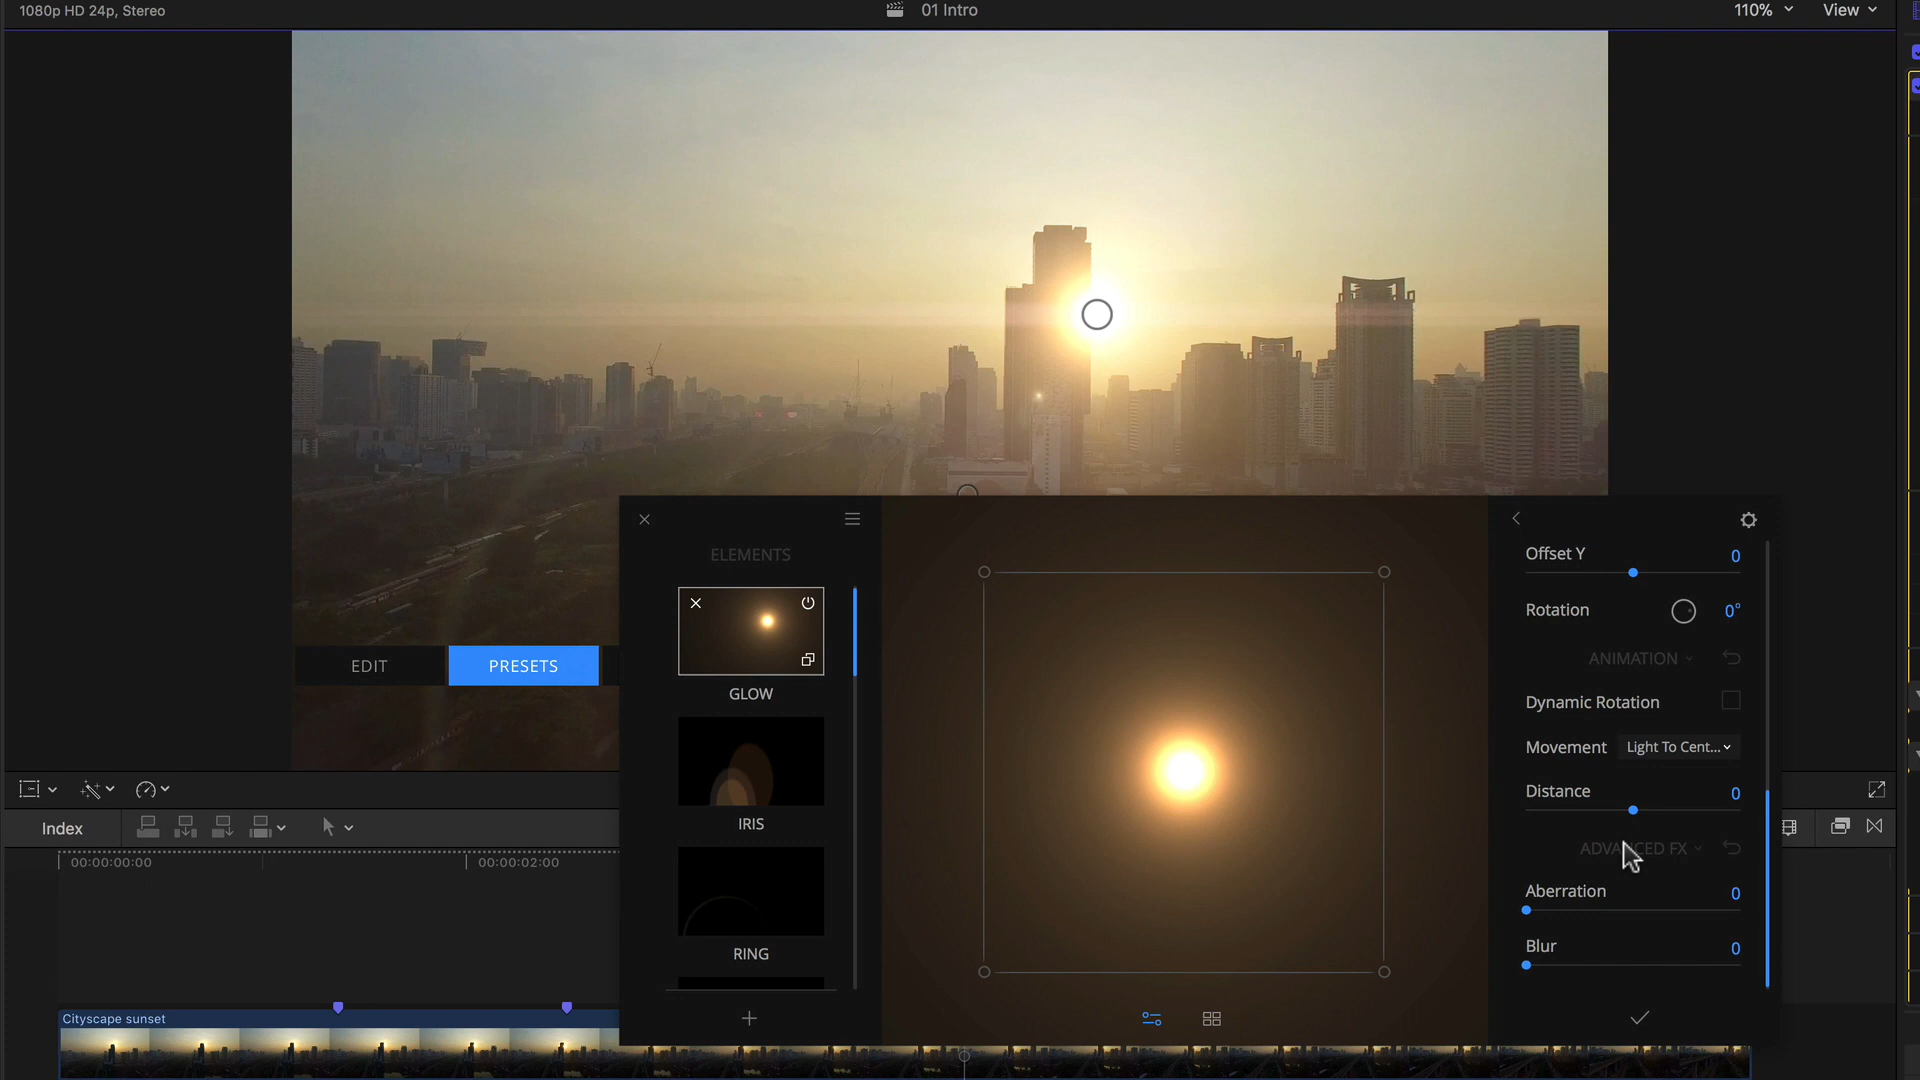 1080p HD 24p, Stereo
01 Intro
110%
View
EDIT
PRESETS
ELEMENTS
GLOW
IRIS
RING
Offset Y
0
Rotation
0°
ANIMATION
Dynamic Rotation
Movement
Light To Cent...
Distance
0
ADVANCED FX
Aberration
0
Blur
0
Index
00:00:00:00
00:00:02:00
Cityscape sunset